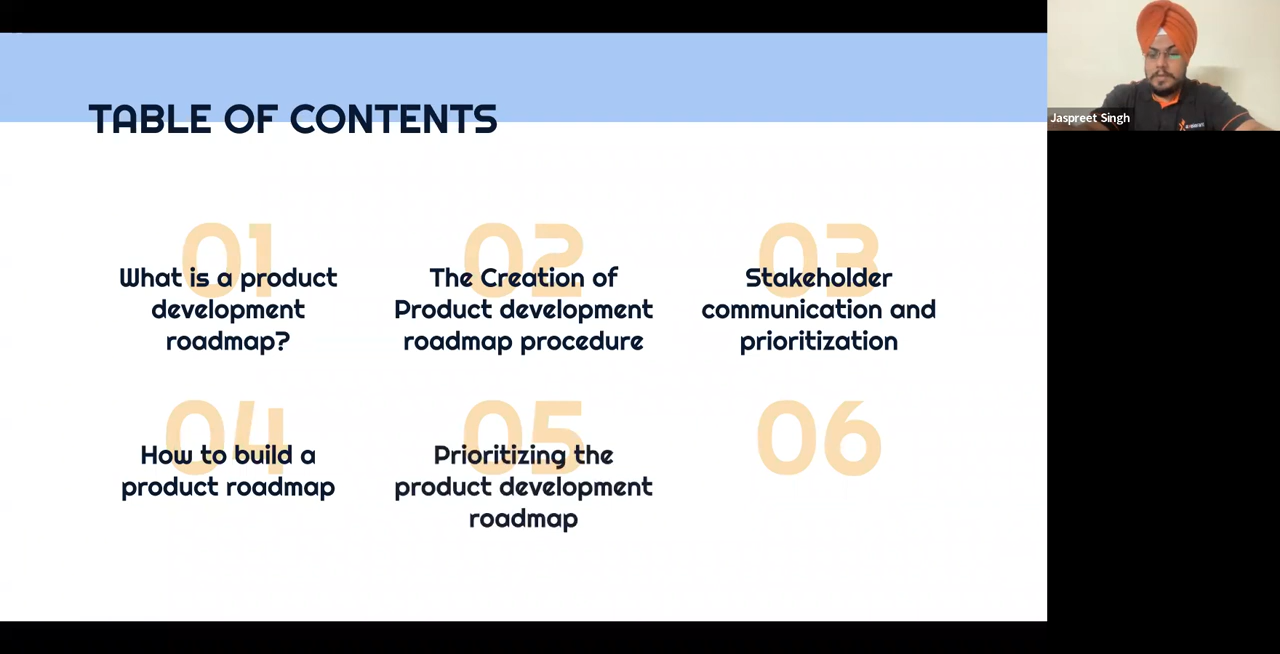 TABLE OF CONTENTS
01
What is a product
development
roadmap?
02
The Creation of
Product development
roadmap procedure
03
Stakeholder
communication and
prioritization
04
How to build a
product roadmap
05
Prioritizing the
product development
roadmap
06
Jaspreet Singh